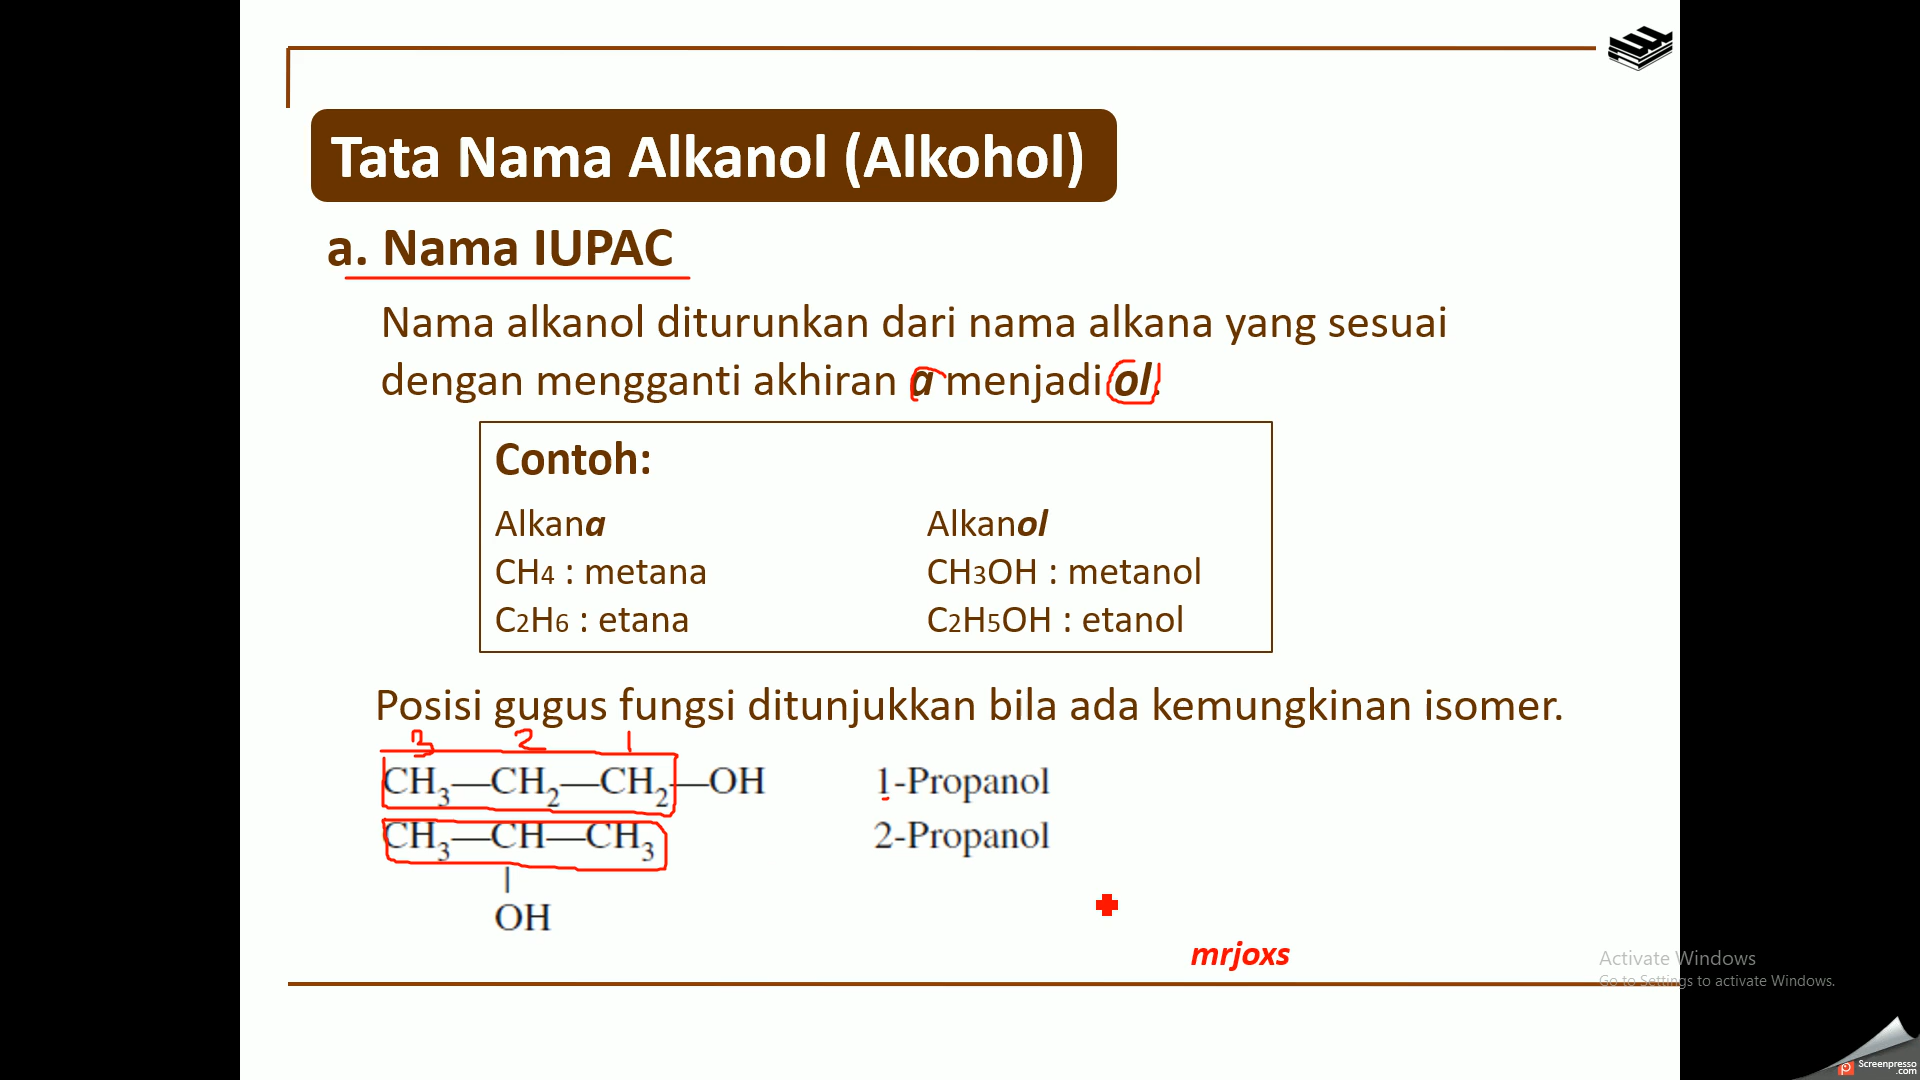 Tata Nama Alkanol (Alkohol)
a. Nama IUPAC
Nama alkanol diturunkan dari nama alkana yang sesuai
dengan mengganti akhiran a menjadi ol.
Contoh:
Alkana Alkanol
CH4 : metana CH3OH : metanol
C2H6 : etana C2H5OH : etanol
Posisi gugus fungsi ditunjukkan bila ada kemungkinan isomer.
3 2 1
CH₃—CH₂—CH₂—OH 1-Propanol
CH₃—CH—CH₃ 2-Propanol
OH
mrjoxs
Activate Windows
Go to Settings to activate Windows.
Screenpresso
.com